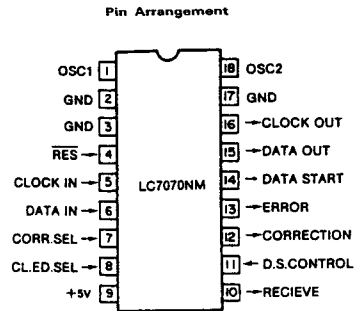 Pin Arrangement
OSC1 1
GND 2
GND 3
RES 4
CLOCK IN 5
DATA IN 6
CORR.SEL 7
CL.ED.SEL 8
+5V 9
LC7070NM
18 OSC2
17 GND
16 CLOCK OUT
15 DATA OUT
14 DATA START
13 ERROR
12 CORRECTION
11 D.S.CONTROL
10 RECIEVE